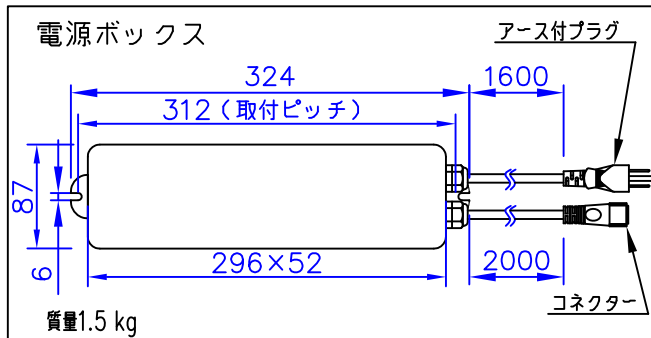 電源ボックス
アース付プラグ
324
1600
312(取付ピッチ)
87
6
296×52
2000
コネクター
質量1.5 kg